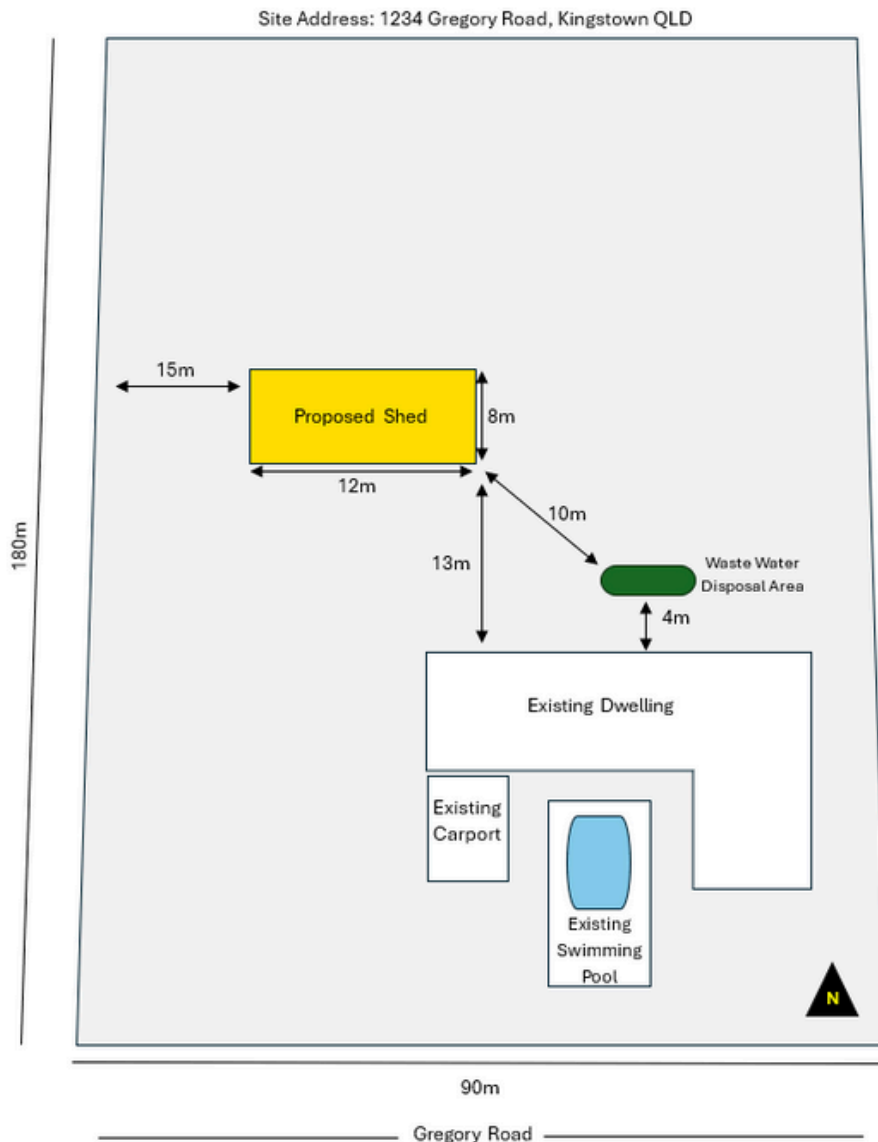 Site Address: 1234 Gregory Road, Kingstown QLD
15m
Proposed Shed
8m
12m
10m
13m
180m
Waste Water
Disposal Area
4m
Existing Dwelling
Existing
Carport
Existing
Swimming
Pool
N
90m
Gregory Road